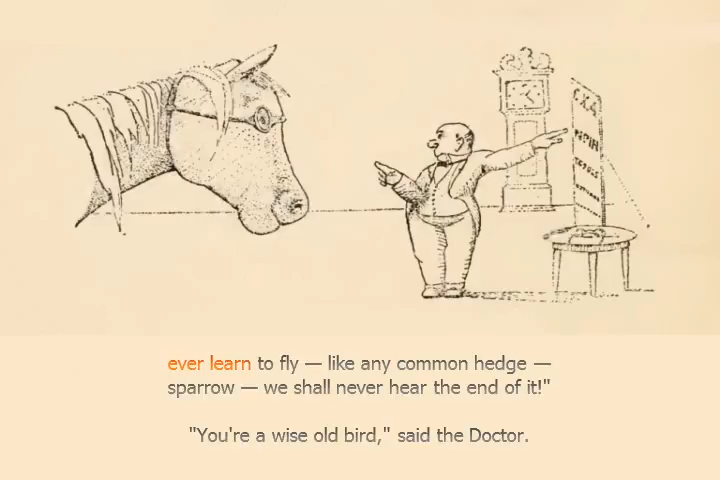 ever learn to fly — like any common hedge —
sparrow — we shall never hear the end of it!"
"You're a wise old bird," said the Doctor.